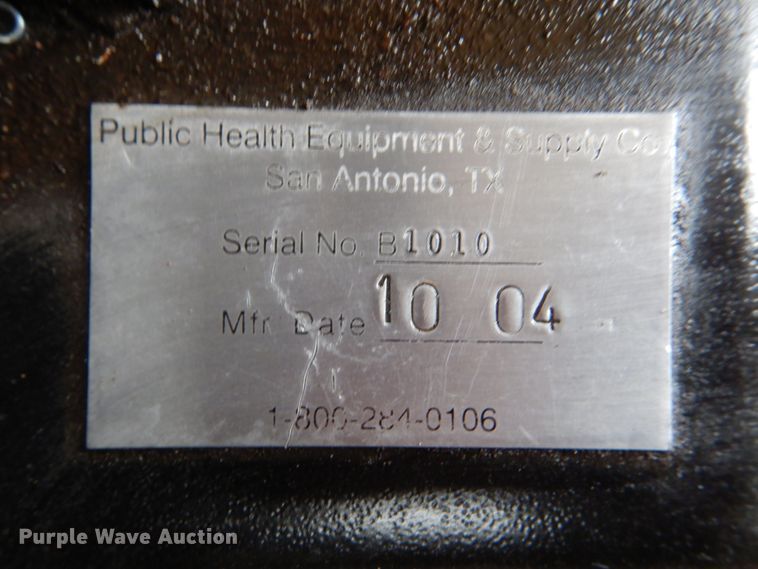 Public Health Equipment & Supply Co.
San Antonio, TX
Serial No. B1010
Mfr. Date 10 04
1-800-284-0106
Purple Wave Auction